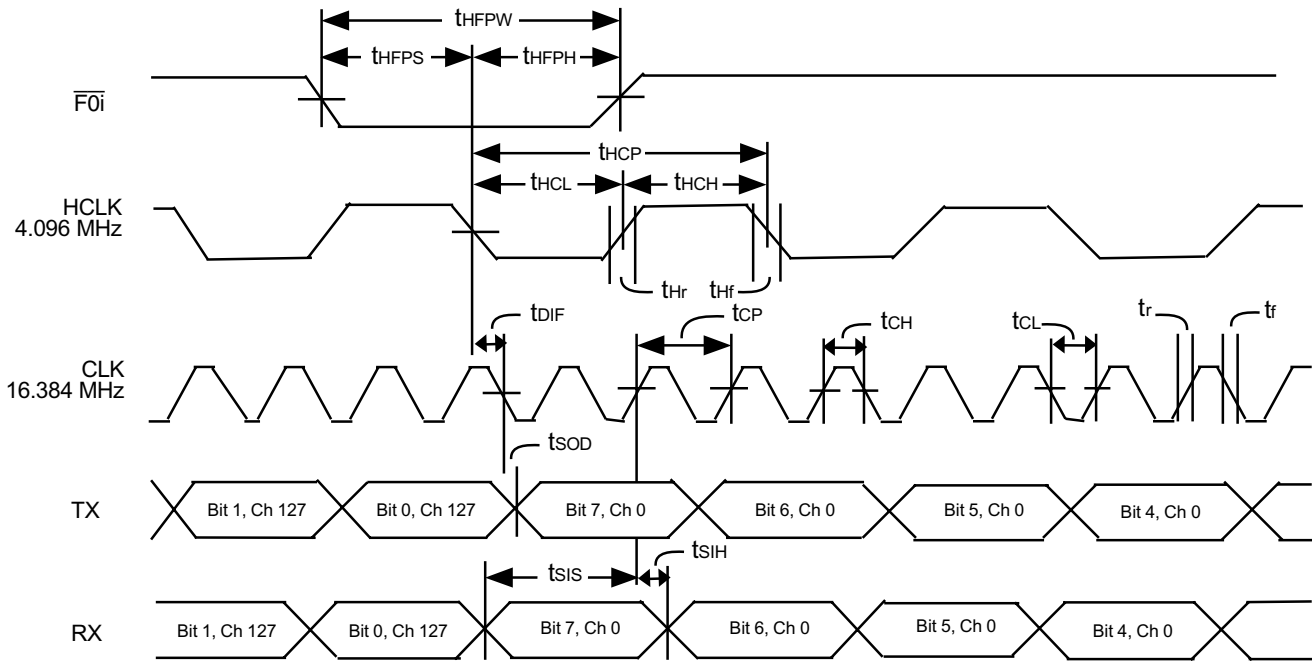 tHFPW
tHFPS tHFPH
F0i
tHCP
tHCL tHCH
HCLK
4.096 MHz
tHr tHf
tDIF tCP tCH tCL tr tf
CLK
16.384 MHz
tSOD
TX Bit 1, Ch 127 Bit 0, Ch 127 Bit 7, Ch 0 Bit 6, Ch 0 Bit 5, Ch 0 Bit 4, Ch 0
tSIS tSIH
RX Bit 1, Ch 127 Bit 0, Ch 127 Bit 7, Ch 0 Bit 6, Ch 0 Bit 5, Ch 0 Bit 4, Ch 0